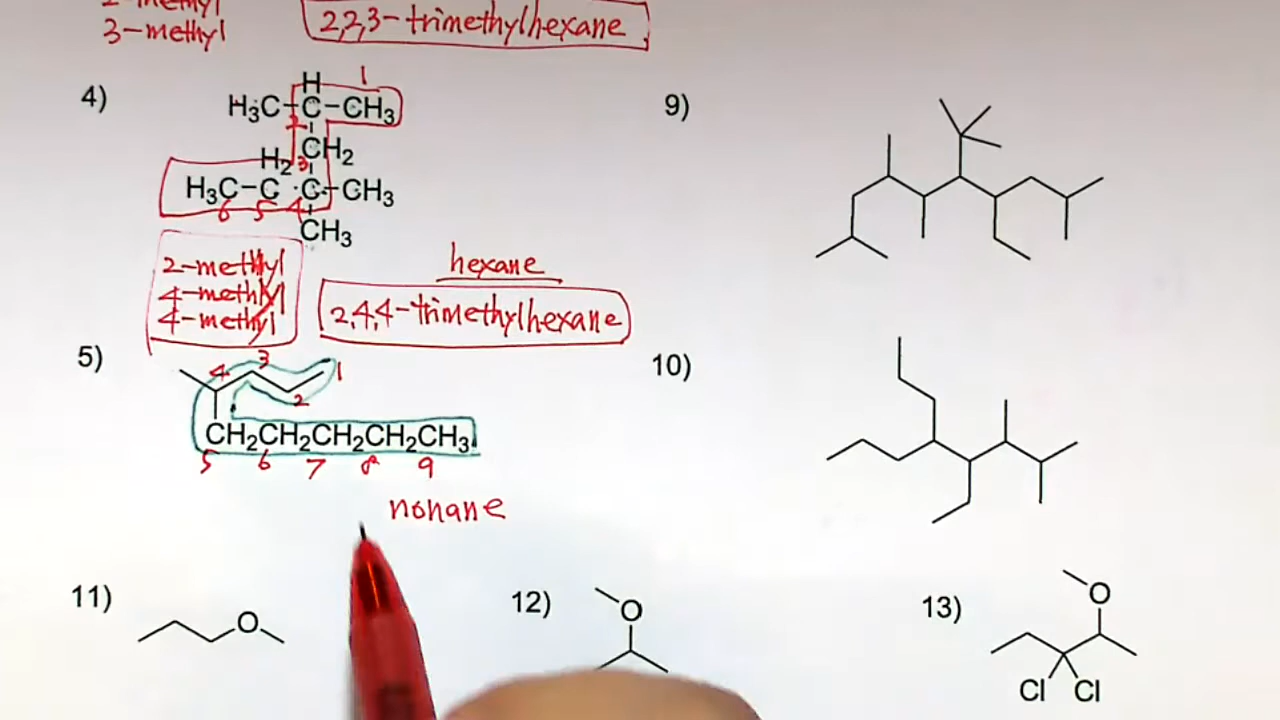 3-methyl
2,2,3-trimethylhexane
4)
H
1
H₃C-C-CH₃
2
CH₂
H₂
3
H₃C-C-C-CH₃
6 5 4
CH₃
2-methyl
4-methyl
4-methyl
hexane
2,4,4-trimethylhexane
5)
4 3 1
2
CH₂CH₂CH₂CH₂CH₃
5 6 7 8 9
nonane
9)
10)
11)
O
12)
O
13)
O
Cl Cl